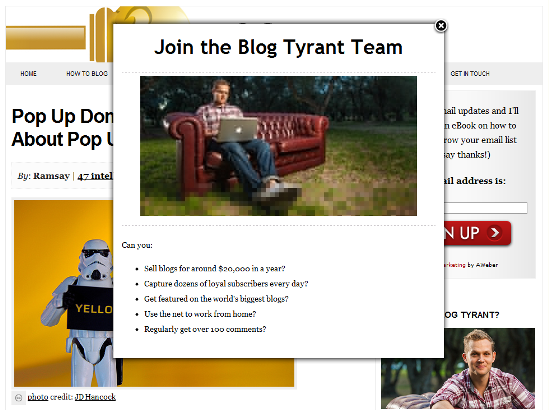 Join the Blog Tyrant Team
HOME
HOW TO BLOG
GET IN TOUCH
Pop Up Don
About Pop U
By: Ramsay | 47 intel
YELLO
photo credit: JD Hancock
Can you:
Sell blogs for around $20,000 in a year?
Capture dozens of loyal subscribers every day?
Get featured on the world's biggest blogs?
Use the net to work from home?
Regularly get over 100 comments?
ail updates and I'll
n eBook on how to
row your email list
say thanks!)
ail address is:
N UP
arketing by AWeber
OG TYRANT?